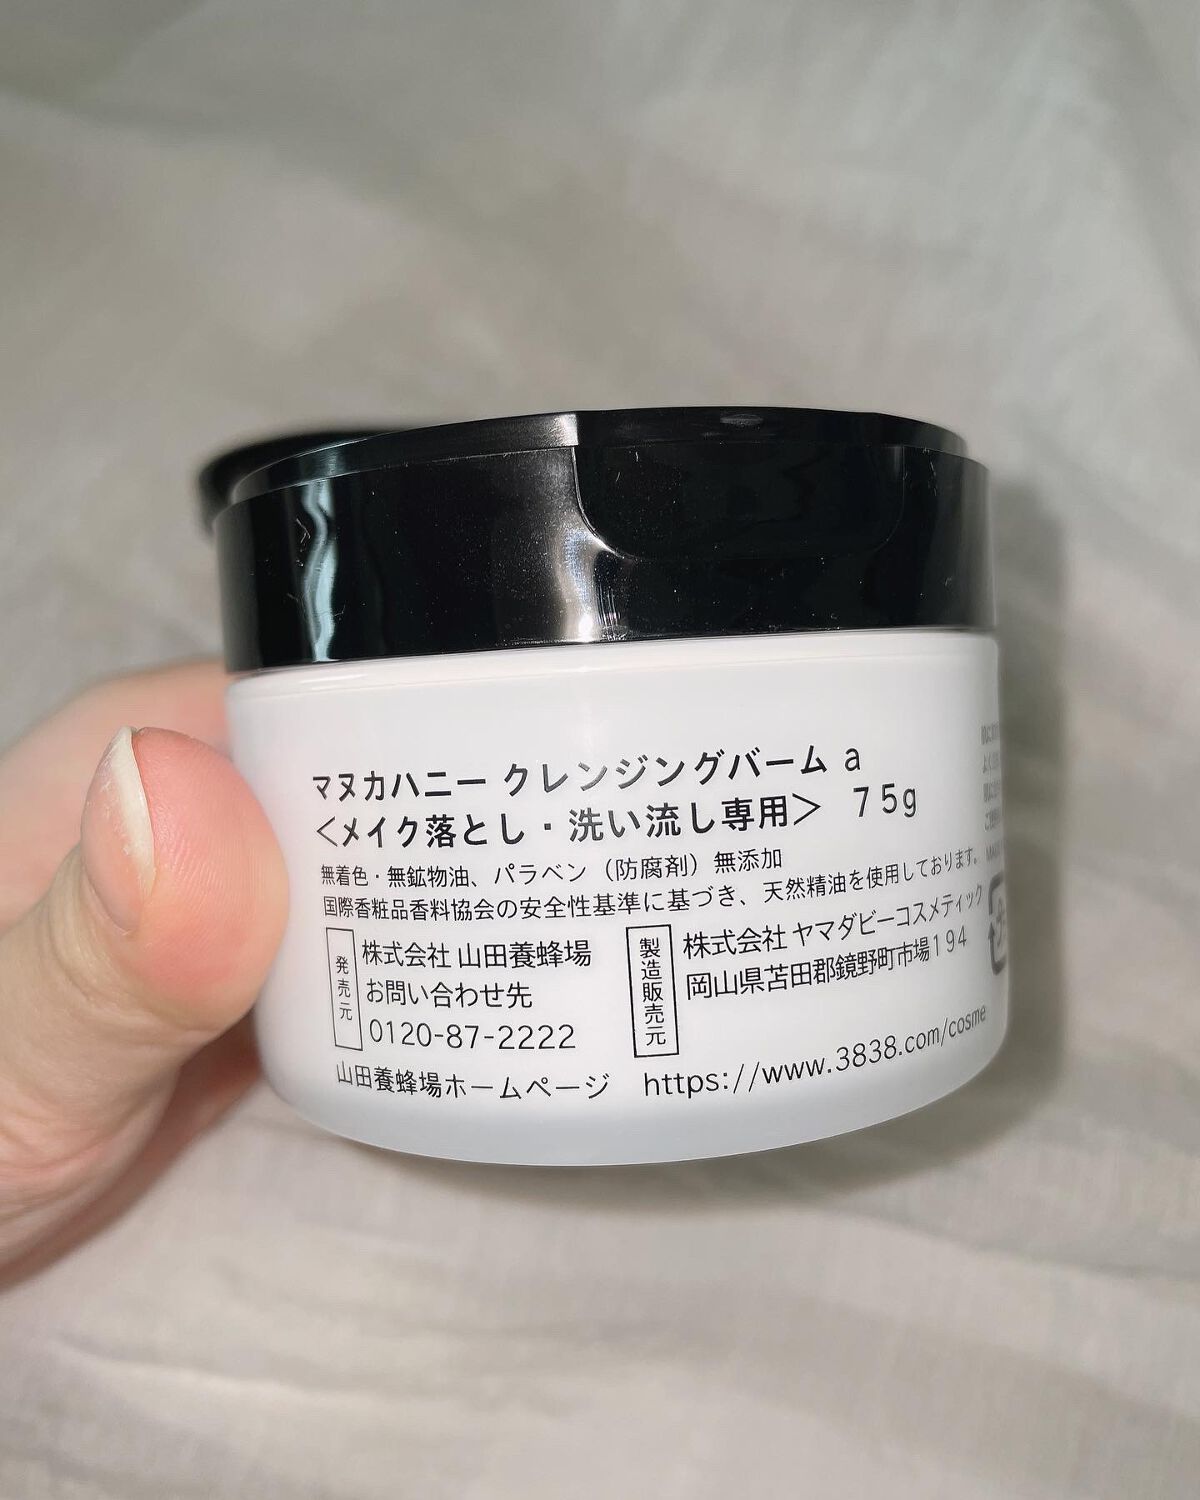 マヌカハニー クレンジングバーム a
<メイク落とし・洗い流し専用> 75g
無着色・無鉱物油、パラベン（防腐剤）無添加
国際香粧品香料協会の安全性基準に基づき、天然精油を使用しております。
発売元
株式会社 山田養蜂場
お問い合わせ先
0120-87-2222
製造販売元
株式会社 ヤマダビーコスメティック
岡山県苫田郡鏡野町市場194
山田養蜂場ホームページ https://www.3838.com/cosme